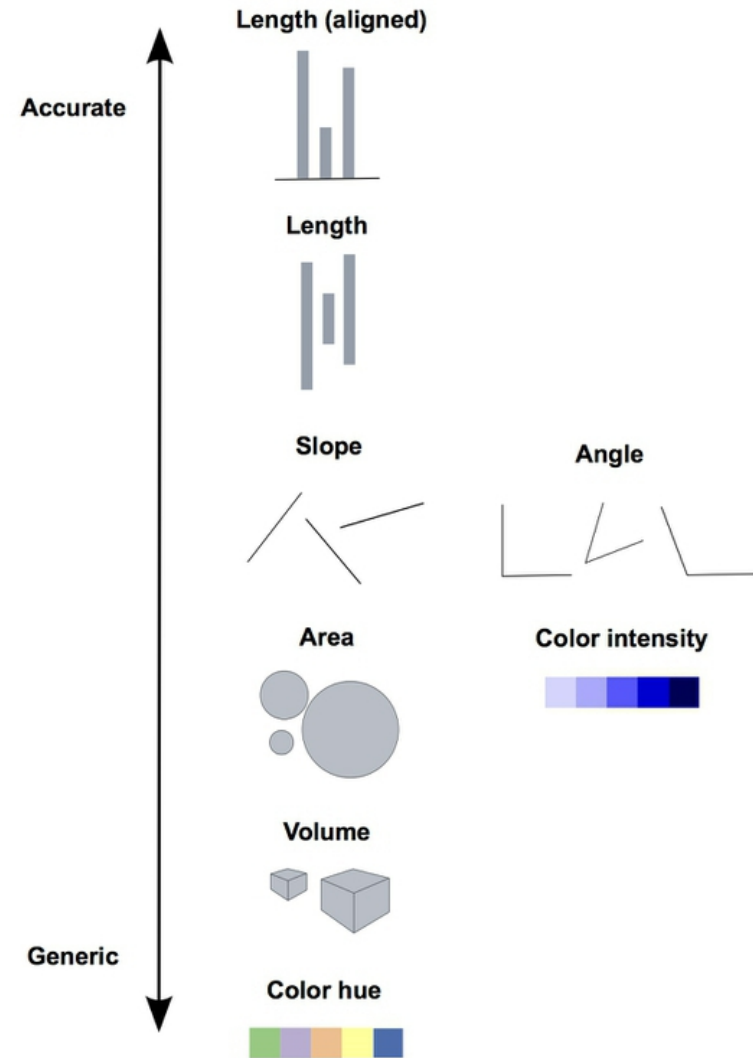 Length (aligned)
Accurate
Length
Slope
Angle
Area
Color intensity
Volume
Generic
Color hue